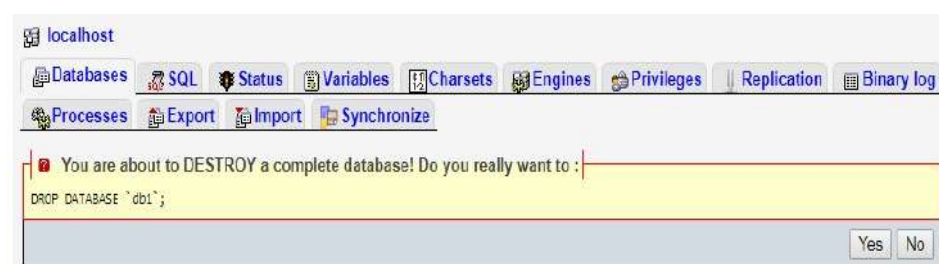 localhost
Databases SQL Status Variables Charsets Engines Privileges Replication Binary log
Processes Export Import Synchronize
You are about to DESTROY a complete database! Do you really want to :
DROP DATABASE `db1`;
Yes No